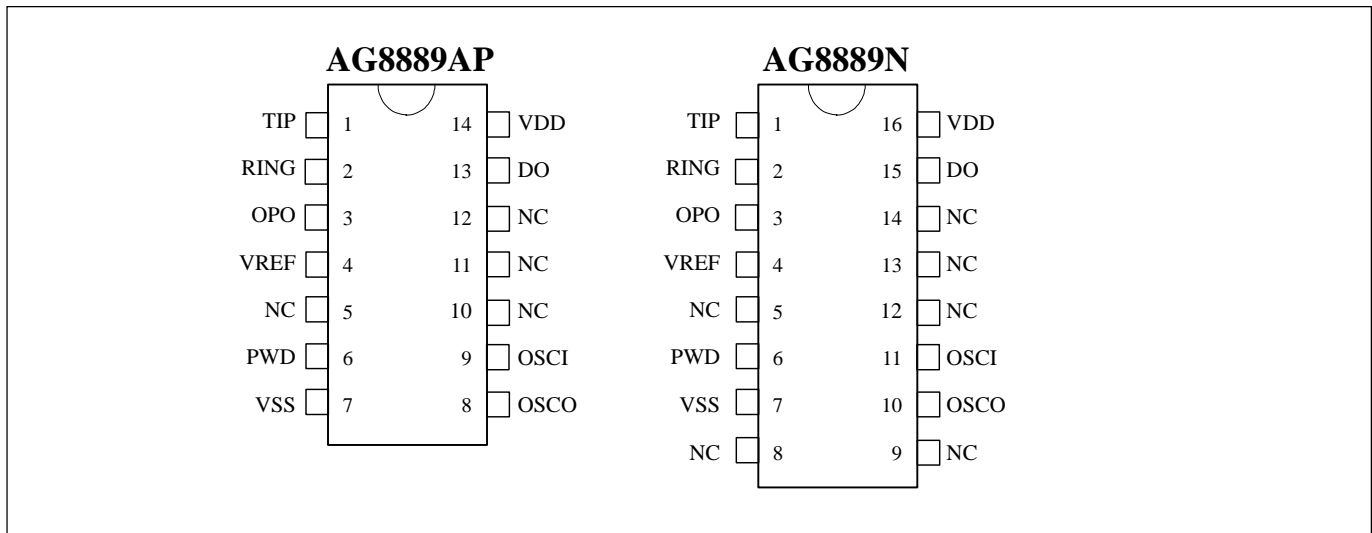 AG8889AP
TIP 1 14 VDD
RING 2 13 DO
OPO 3 12 NC
VREF 4 11 NC
NC 5 10 NC
PWD 6 9 OSCI
VSS 7 8 OSCO
AG8889N
TIP 1 16 VDD
RING 2 15 DO
OPO 3 14 NC
VREF 4 13 NC
NC 5 12 NC
PWD 6 11 OSCI
VSS 7 10 OSCO
NC 8 9 NC